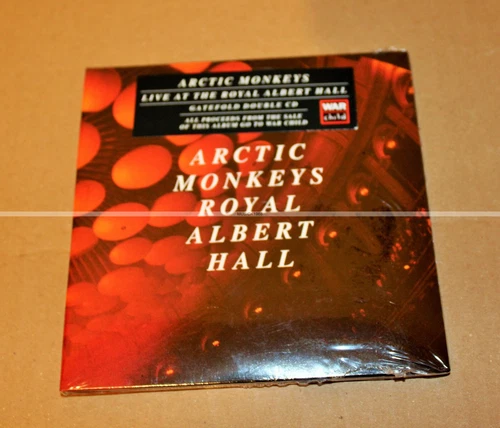 ARCTIC MONKEYS
LIVE AT THE ROYAL ALBERT HALL
GATEFOLD DOUBLE CD
ALL PROCEEDS FROM THE SALE
OF THIS ALBUM GO TO WAR CHILD
WAR
child
ARCTIC
MONKEYS
ROYAL
ALBERT
HALL